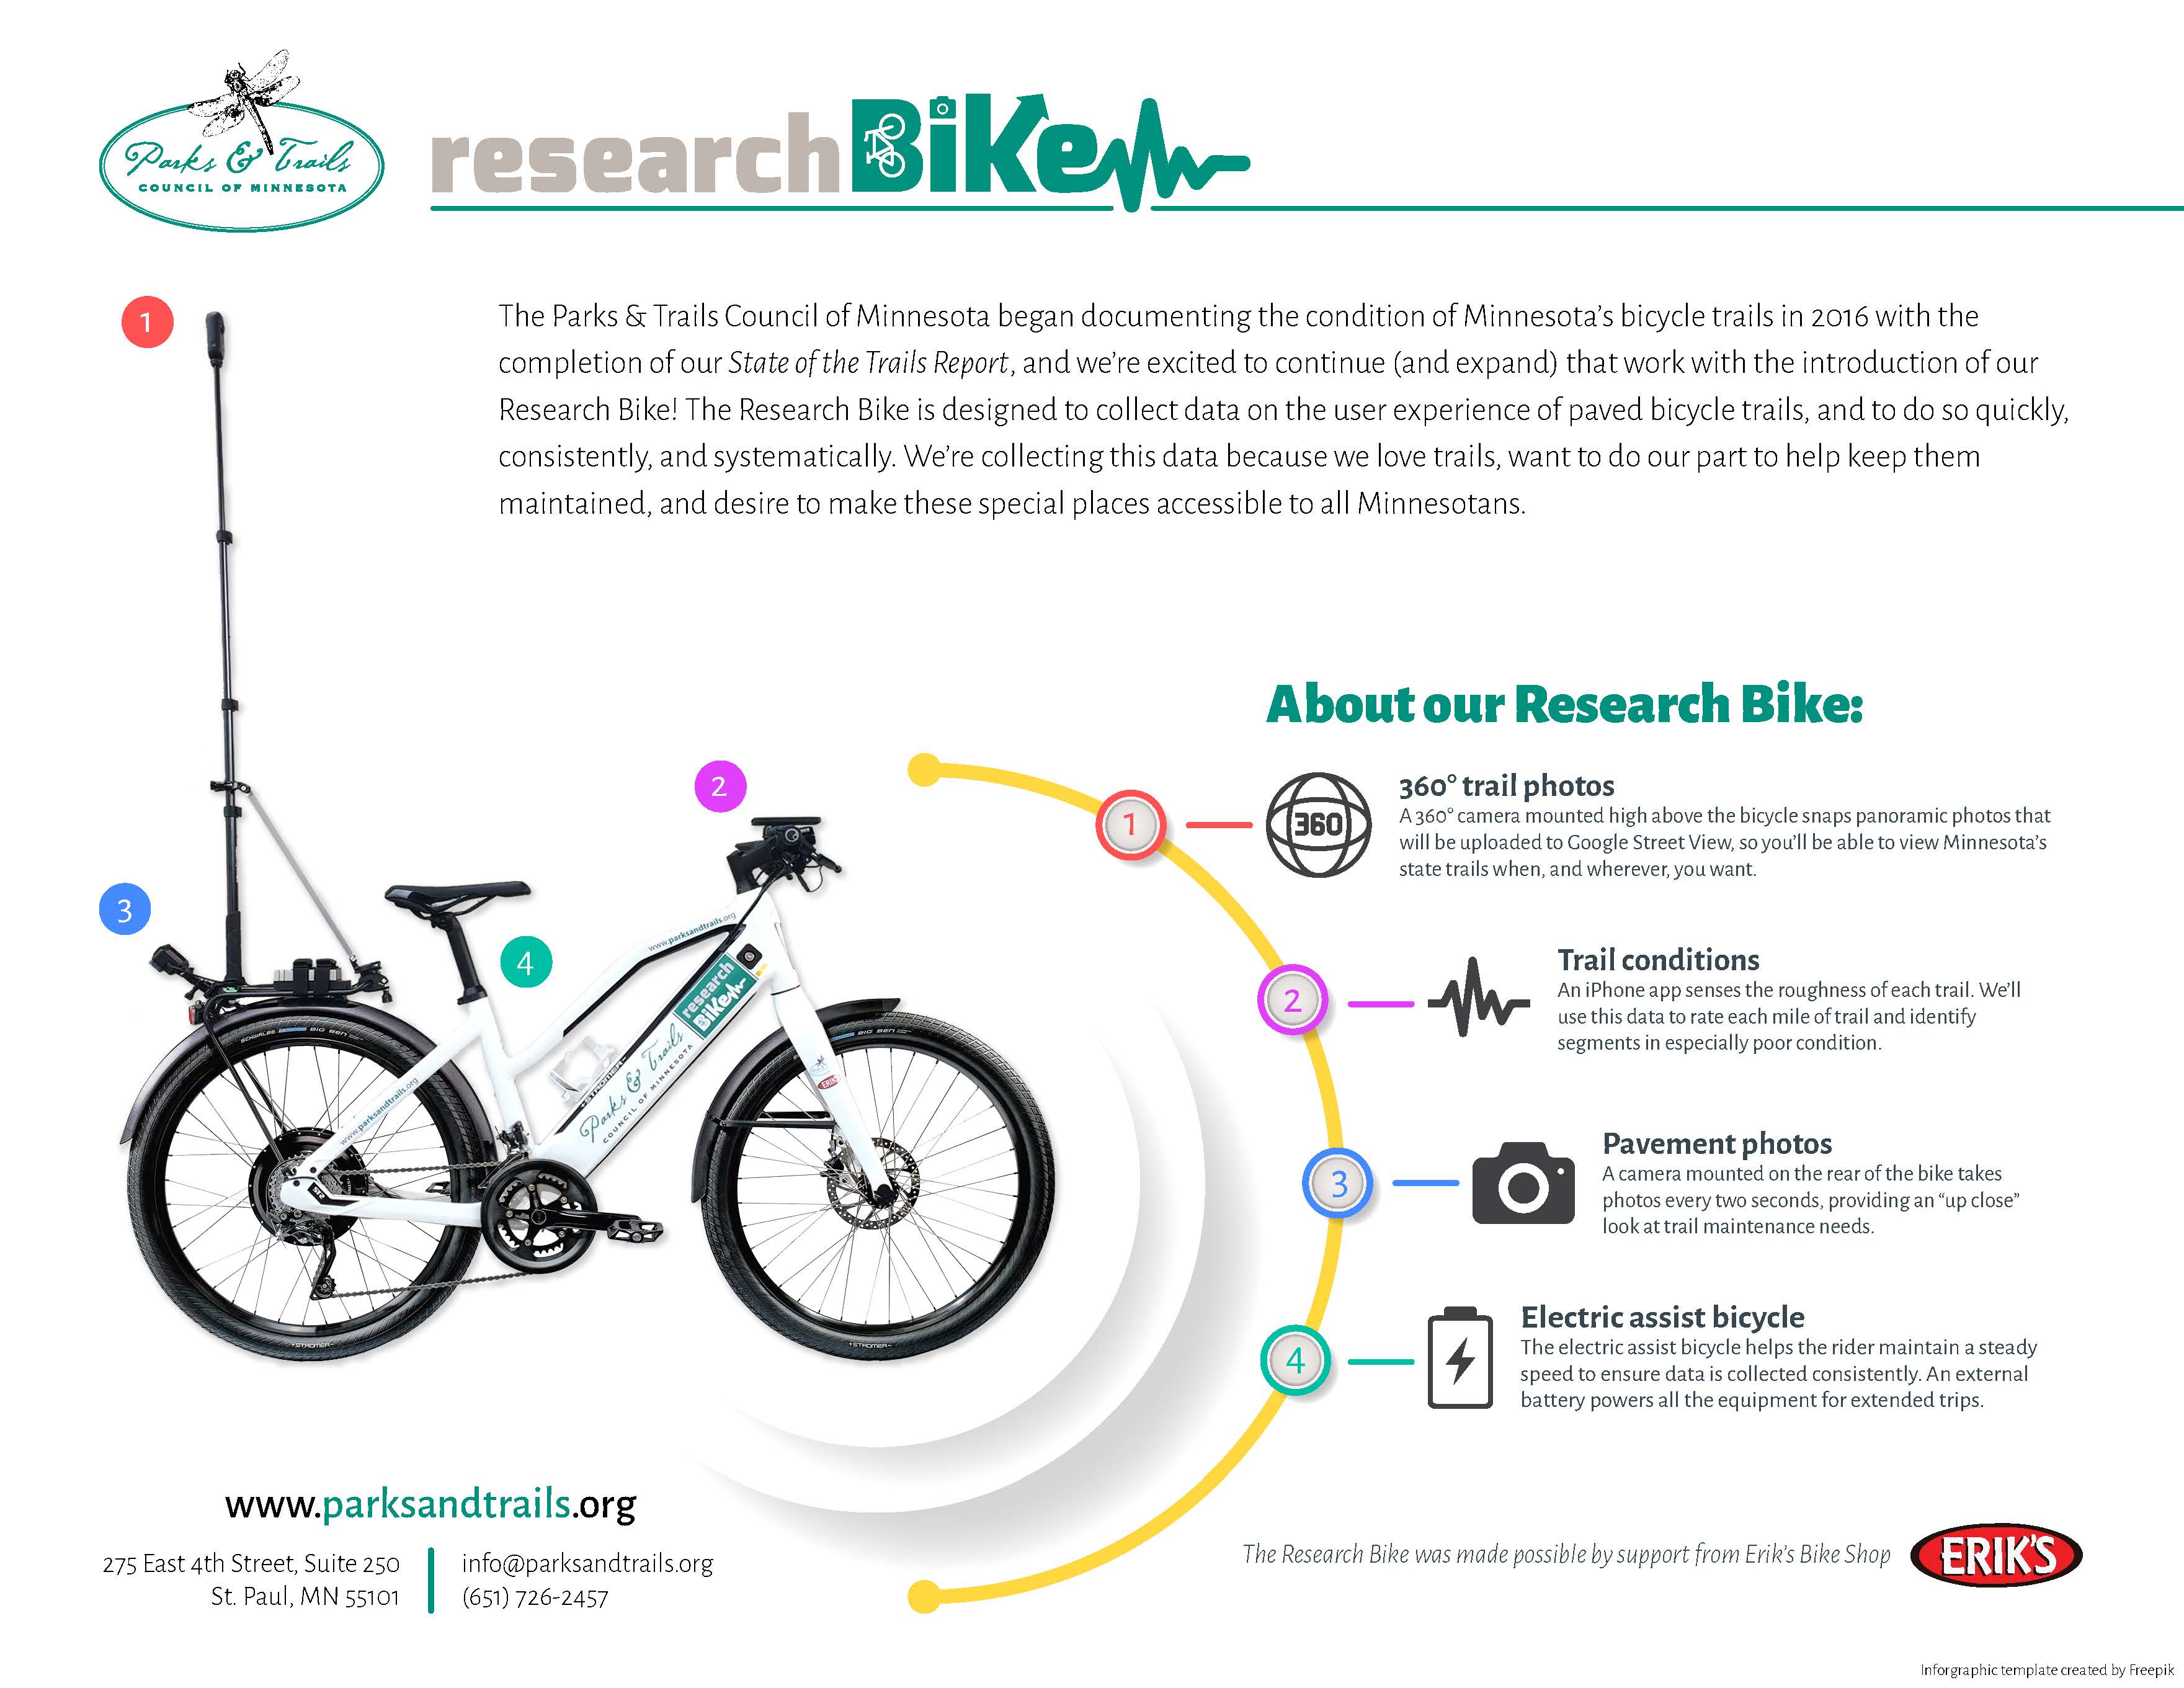 Parks & Trails
COUNCIL OF MINNESOTA
researchBike
The Parks & Trails Council of Minnesota began documenting the condition of Minnesota's bicycle trails in 2016 with the
completion of our State of the Trails Report, and we're excited to continue (and expand) that work with the introduction of our
Research Bike! The Research Bike is designed to collect data on the user experience of paved bicycle trails, and to do so quickly,
consistently, and systematically. We're collecting this data because we love trails, want to do our part to help keep them
maintained, and desire to make these special places accessible to all Minnesotans.
1
2
3
4
www.parksandtrails.org
research
Bike
Parks & Trails
COUNCIL OF MINNESOTA
STROMER
ERIK'S
www.parksandtrails.org
SCHWALBE BIG BEN
BIG BEN
STROMER
STROMER
About our Research Bike:
1
360
360° trail photos
A 360° camera mounted high above the bicycle snaps panoramic photos that
will be uploaded to Google Street View, so you'll be able to view Minnesota's
state trails when, and wherever, you want.
2
Trail conditions
An iPhone app senses the roughness of each trail. We'll
use this data to rate each mile of trail and identify
segments in especially poor condition.
3
Pavement photos
A camera mounted on the rear of the bike takes
photos every two seconds, providing an “up close”
look at trail maintenance needs.
4
Electric assist bicycle
The electric assist bicycle helps the rider maintain a steady
speed to ensure data is collected consistently. An external
battery powers all the equipment for extended trips.
www.parksandtrails.org
275 East 4th Street, Suite 250
St. Paul, MN 55101
info@parksandtrails.org
(651) 726-2457
The Research Bike was made possible by support from Erik's Bike Shop
ERIK'S
Inforgraphic template created by Freepik